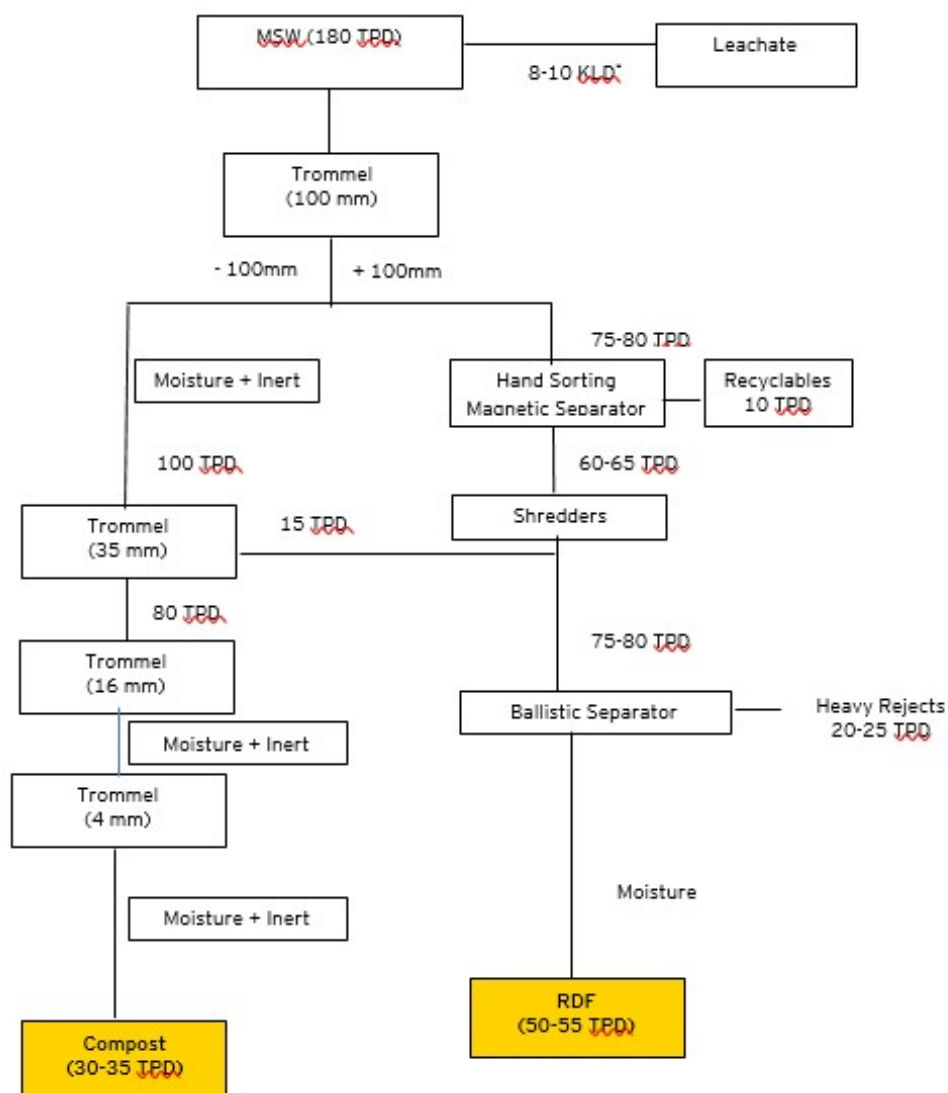 MSW (180 TPD)
Leachate
8-10 KLD*
Trommel
(100 mm)
- 100mm
+ 100mm
75-80 TPD
Moisture + Inert
Hand Sorting
Magnetic Separator
Recyclables
10 TPD
100 TPD
60-65 TPD
15 TPD
Shredders
Trommel
(35 mm)
80 TPD
75-80 TPD
Trommel
(16 mm)
Ballistic Separator
Heavy Rejects
20-25 TPD
Moisture + Inert
Trommel
(4 mm)
Moisture
Moisture + Inert
RDF
(50-55 TPD)
Compost
(30-35 TPD)